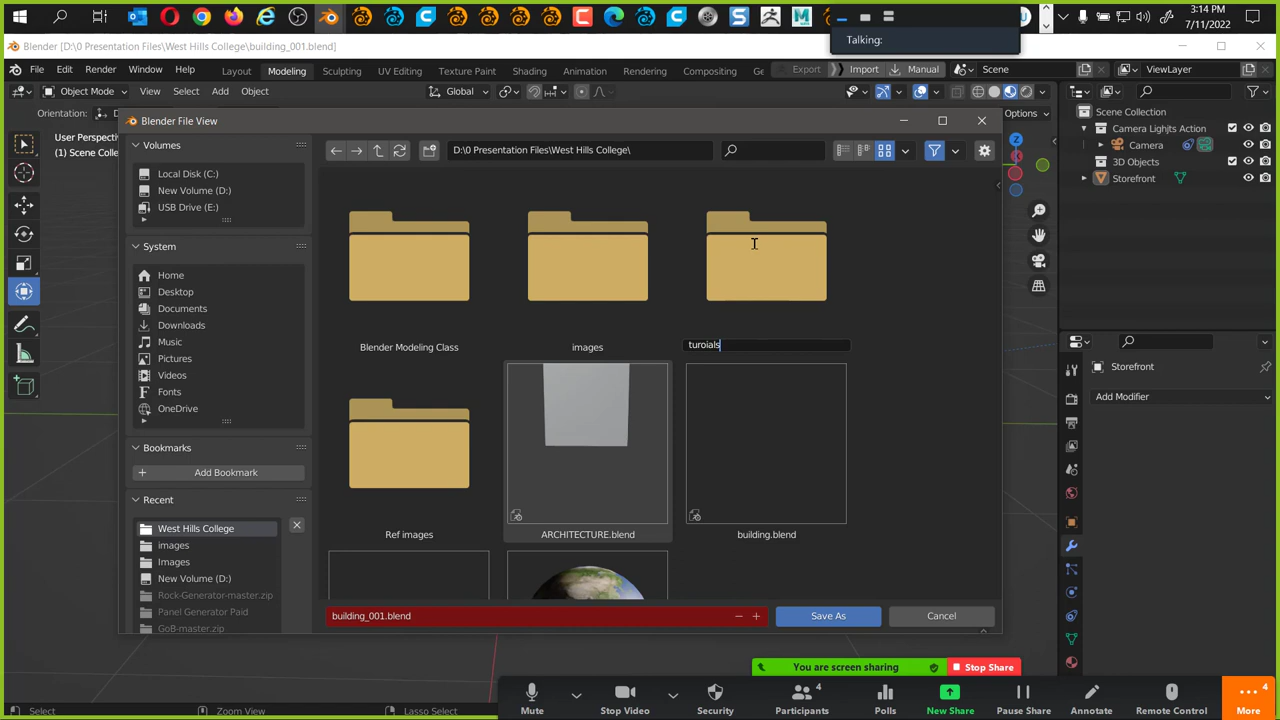 3:14 PM
7/11/2022
Talking:
Blender [D:\0 Presentation Files\West Hills College\building_001.blend]
File Edit Render Window Help Layout Modeling Sculpting UV Editing Texture Paint Shading Animation Rendering Compositing Ge Export Import Manual Scene ViewLayer
Object Mode View Select Add Object Global
Orientation: D Options
User Perspectiv
(1) Scene Collec
Scene Collection
Camera Lights Action
Camera
3D Objects
Storefront
Blender File View
Volumes
Local Disk (C:)
New Volume (D:)
USB Drive (E:)
System
Home
Desktop
Documents
Downloads
Music
Pictures
Videos
Fonts
OneDrive
Bookmarks
Add Bookmark
Recent
West Hills College
images
Images
New Volume (D:)
Rock-Generator-master.zip
Panel Generator Paid
GoB-master.zip
D:\0 Presentation Files\West Hills College\
Blender Modeling Class
images
turoials
Ref images
ARCHITECTURE.blend
building.blend
building_001.blend
Save As
Cancel
X
Z
Storefront
Add Modifier
You are screen sharing
Stop Share
Mute
Stop Video
Security
Participants
4
Polls
New Share
Pause Share
Annotate
Remote Control
More
4
Select
Zoom View
Lasso Select